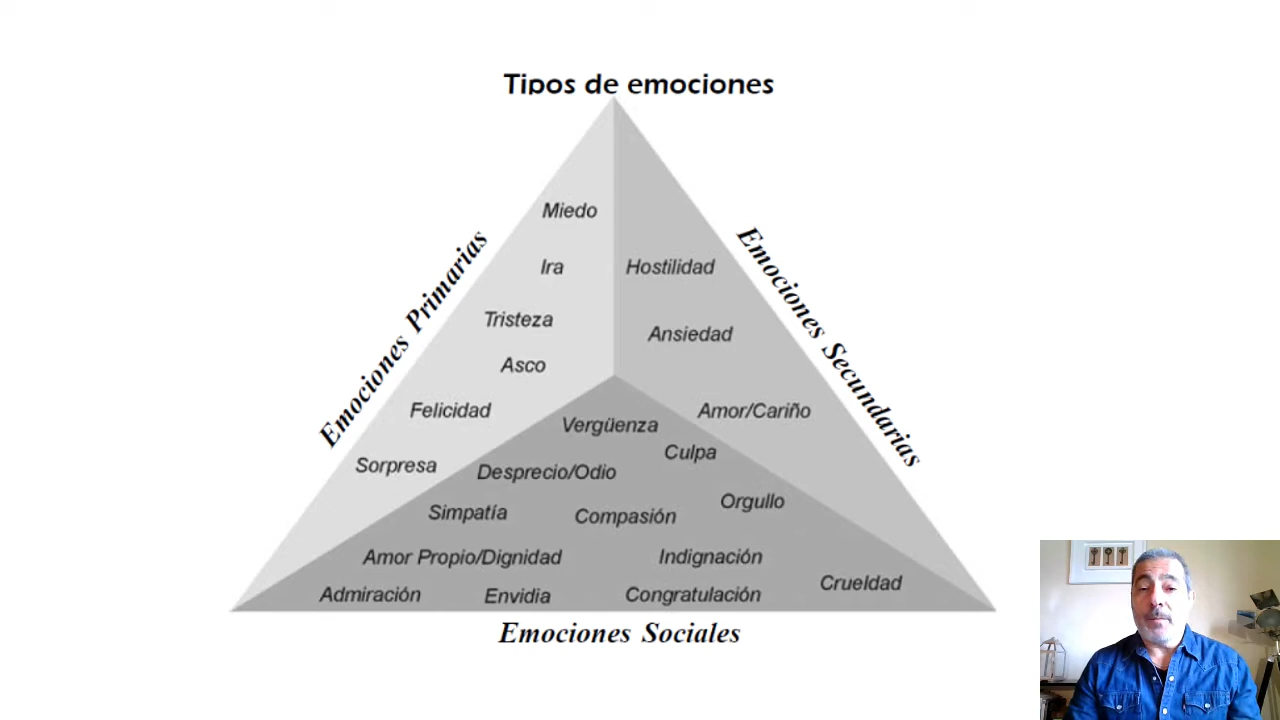 Tipos de emociones
Emociones Primarias
Miedo
Ira
Tristeza
Asco
Felicidad
Sorpresa
Emociones Secundarias
Hostilidad
Ansiedad
Amor/Cariño
Vergüenza
Culpa
Desprecio/Odio
Orgullo
Simpatía
Compasión
Amor Propio/Dignidad
Indignación
Crueldad
Admiración
Envidia
Congratulación
Emociones Sociales